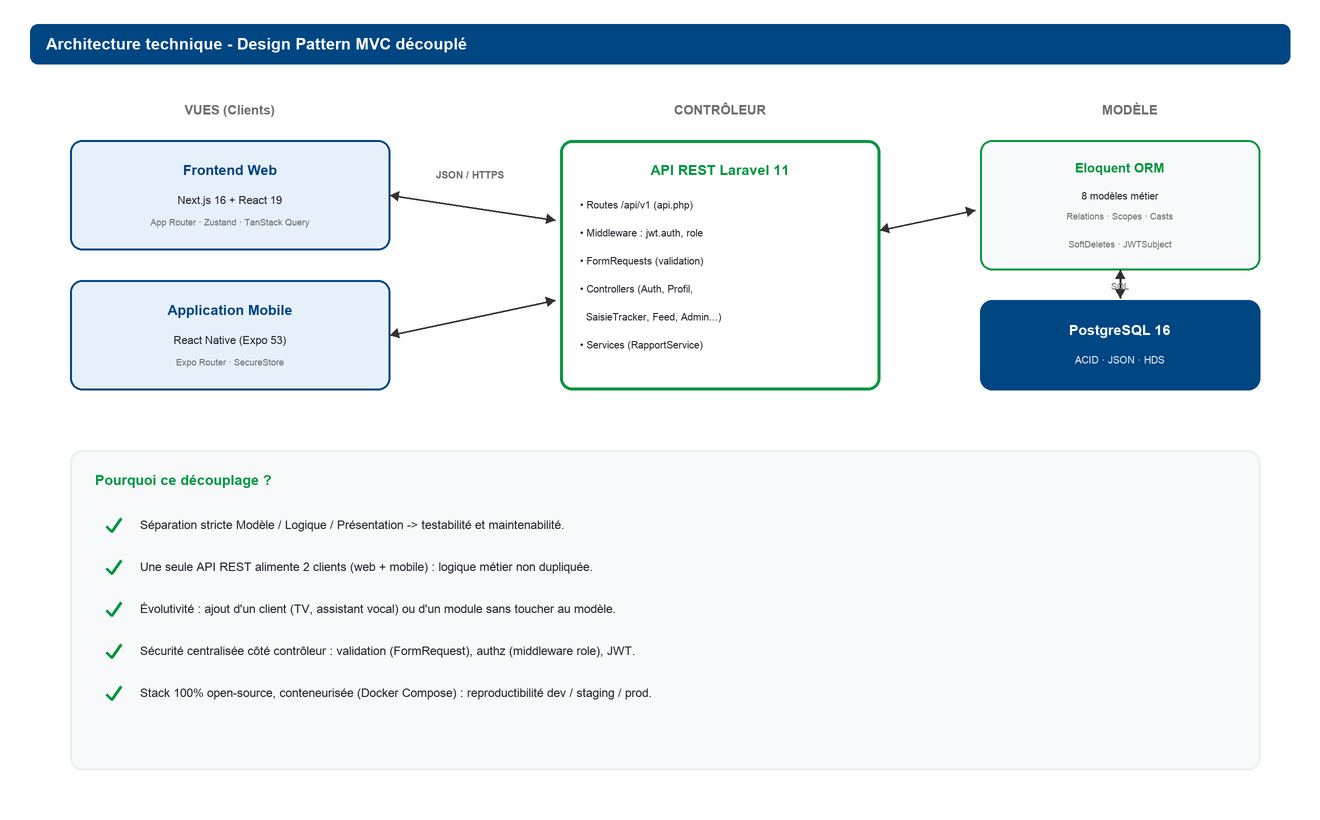 Architecture technique - Design Pattern MVC découplé
VUES (Clients)
CONTRÔLEUR
MODÈLE
Frontend Web
Next.js 16 + React 19
App Router · Zustand · TanStack Query
JSON / HTTPS
Application Mobile
React Native (Expo 53)
Expo Router · SecureStore
API REST Laravel 11
• Routes /api/v1 (api.php)
• Middleware : jwt.auth, role
• FormRequests (validation)
• Controllers (Auth, Profil,
SaisieTracker, Feed, Admin...)
• Services (RapportService)
Eloquent ORM
8 modèles métier
Relations · Scopes · Casts
SoftDeletes · JWTSubject
SQL
PostgreSQL 16
ACID · JSON · HDS
Pourquoi ce découplage ?
Séparation stricte Modèle / Logique / Présentation -> testabilité et maintenabilité.
Une seule API REST alimente 2 clients (web + mobile) : logique métier non dupliquée.
Évolutivité : ajout d'un client (TV, assistant vocal) ou d'un module sans toucher au modèle.
Sécurité centralisée côté contrôleur : validation (FormRequest), authz (middleware role), JWT.
Stack 100% open-source, conteneurisée (Docker Compose) : reproductibilité dev / staging / prod.